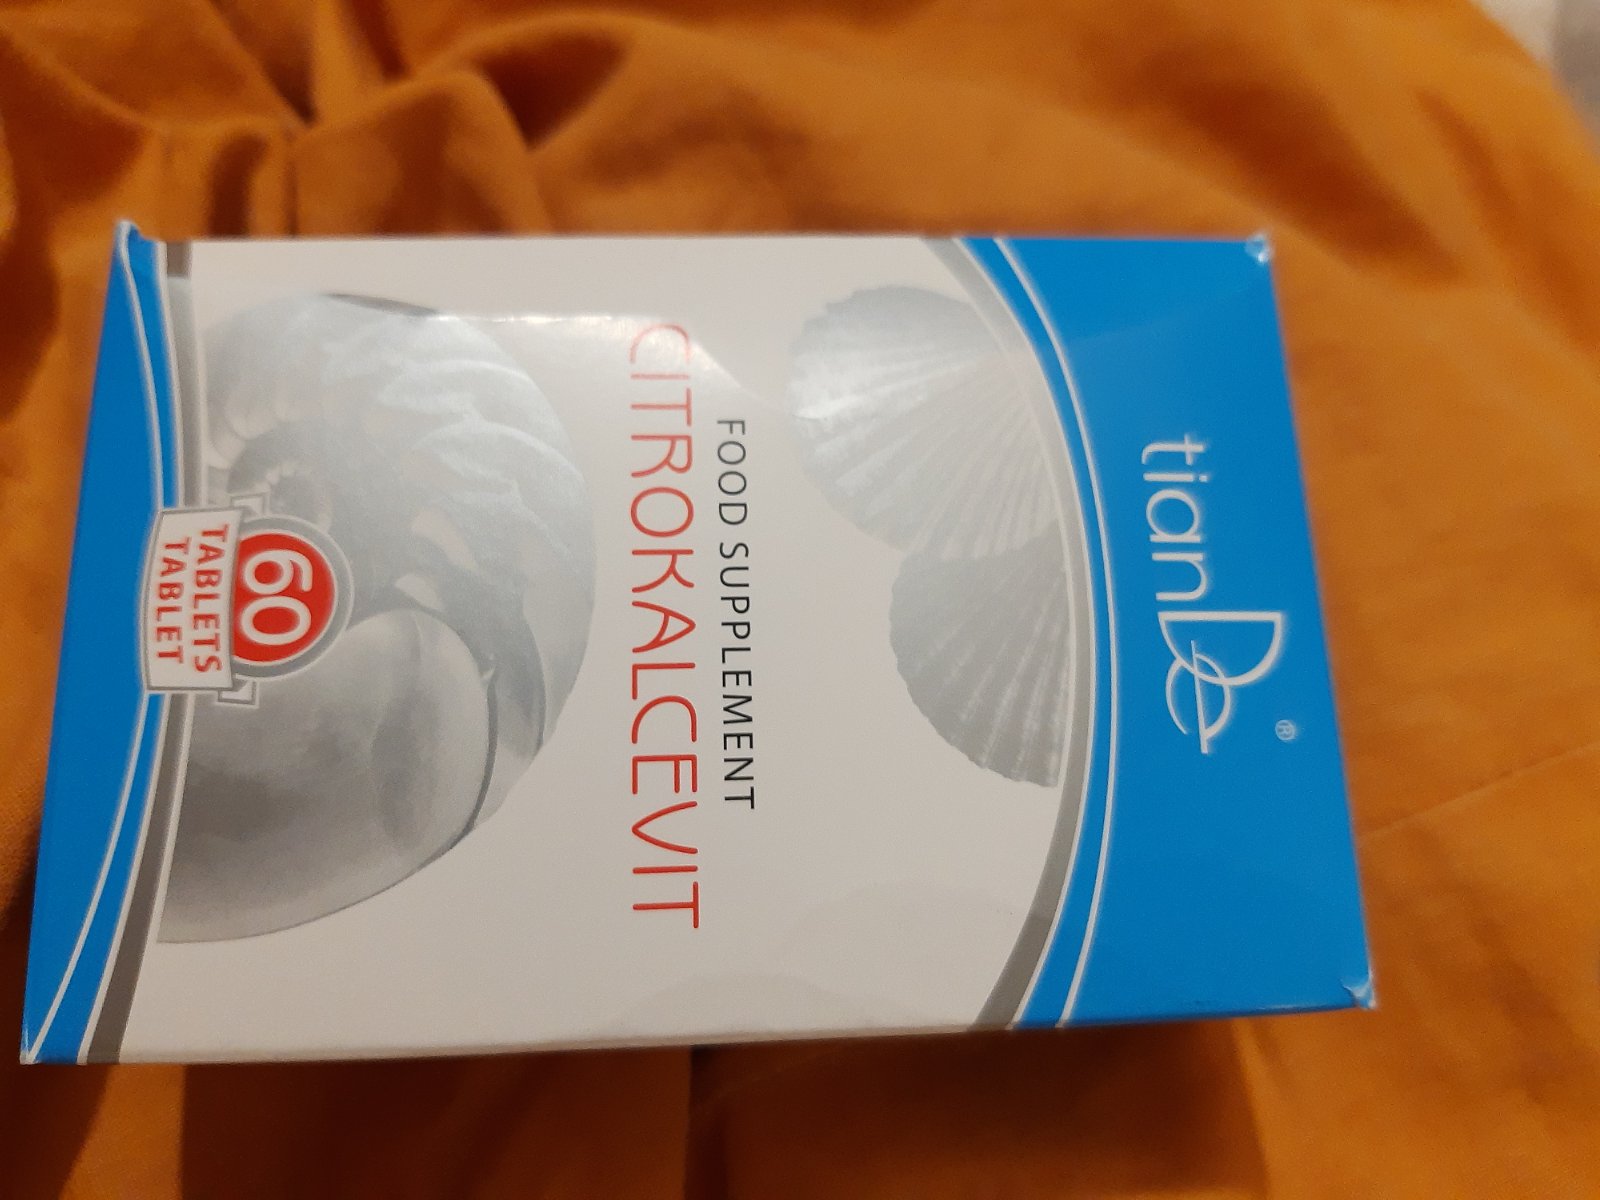 tianDe®
FOOD SUPPLEMENT
CITROKALCEVIT
60
TABLETS
TABLET